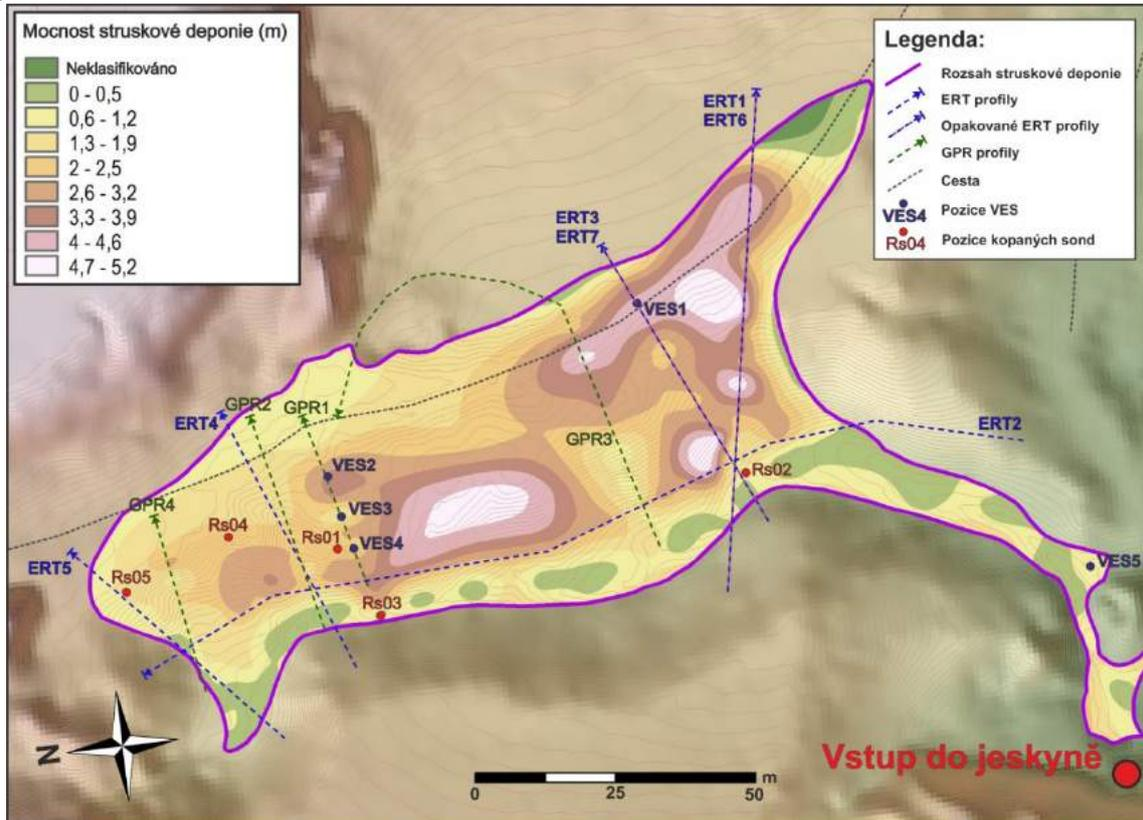 Mocnost struskové deponie (m)
Neklasifikováno
0 - 0,5
0,6 - 1,2
1,3 - 1,9
2 - 2,5
2,6 - 3,2
3,3 - 3,9
4 - 4,6
4,7 - 5,2
Legenda:
Rozsah struskové deponie
ERT profily
Opakované ERT profily
GPR profily
Cesta
VES4 Pozice VES
Rs04 Pozice kopaných sond
ERT1
ERT6
ERT3
ERT7
VES1
GPR2
GPR1
ERT4
GPR3
ERT2
VES2
Rs02
GPR4
VES3
Rs04
Rs01
VES4
ERT5
VES5
Rs05
Rs03
N
Vstup do jeskyně
m
0
25
50